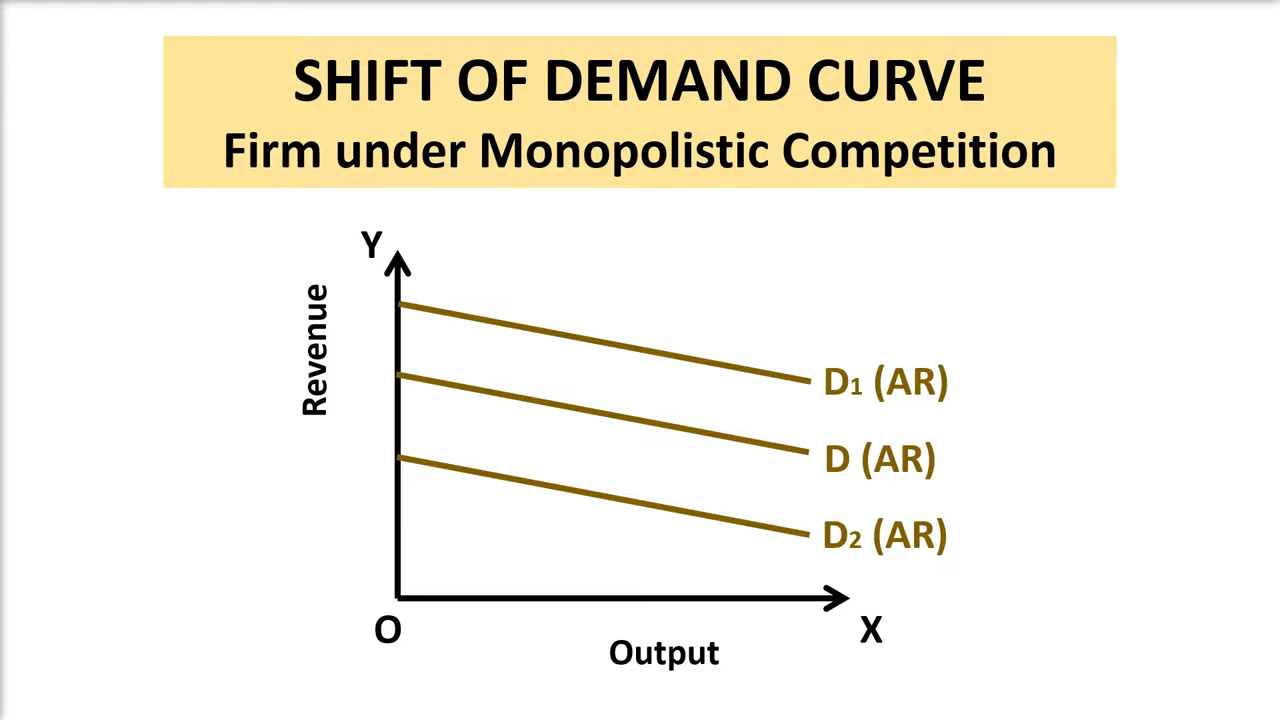 SHIFT OF DEMAND CURVE
Firm under Monopolistic Competition
Y
Revenue
D₁ (AR)
D (AR)
D₂ (AR)
O
X
Output